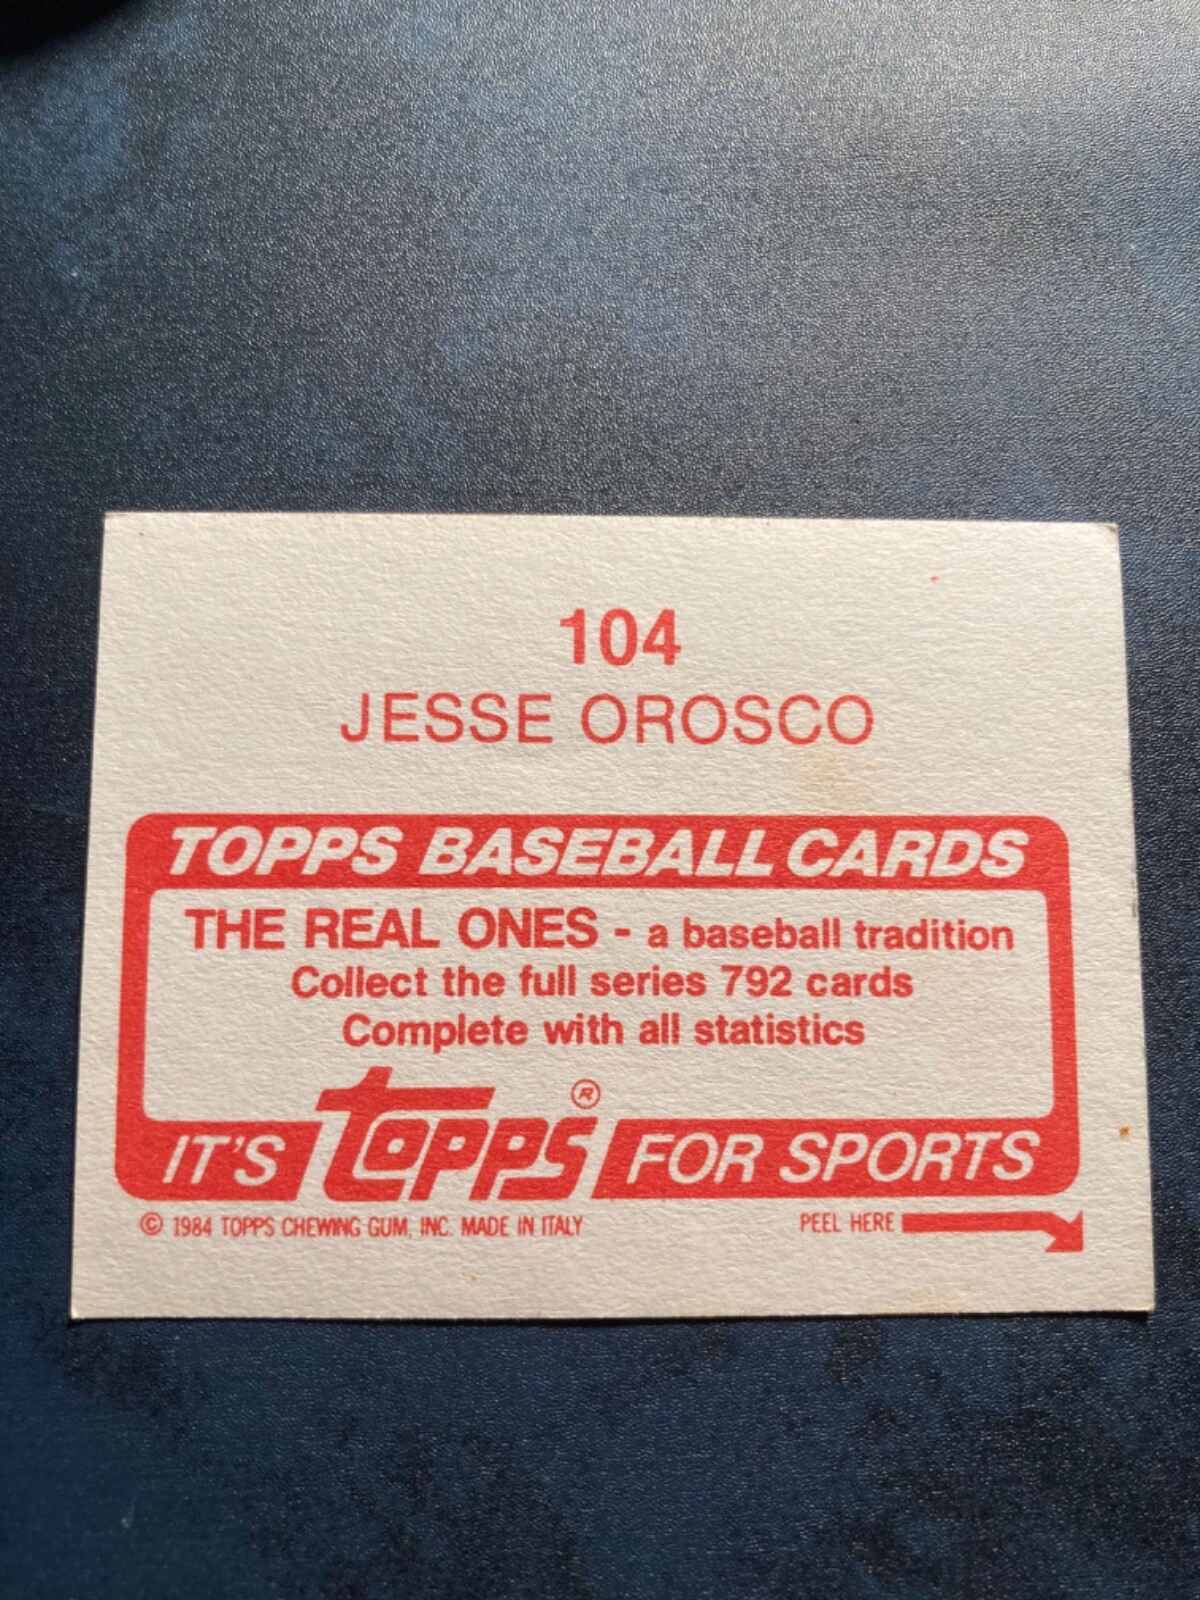 104
JESSE OROSCO
TOPPS BASEBALL CARDS
THE REAL ONES - a baseball tradition
Collect the full series 792 cards
Complete with all statistics
IT'S topps ® FOR SPORTS
© 1984 TOPPS CHEWING GUM, INC. MADE IN ITALY PEEL HERE